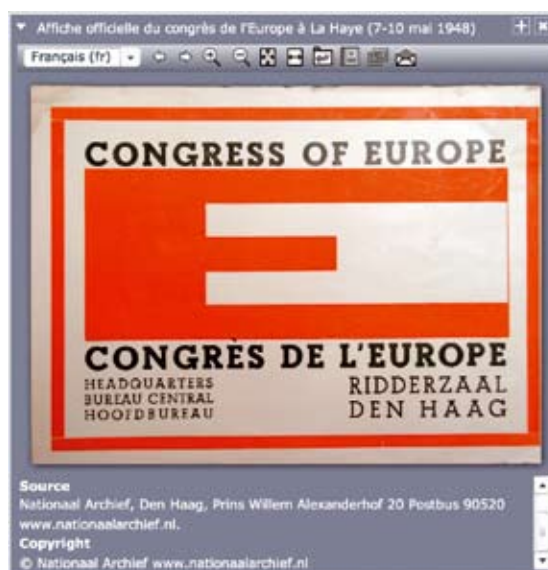 Affiche officielle du congrès de l'Europe à La Haye (7-10 mai 1948)
Français (fr)
CONGRESS OF EUROPE
CONGRÈS DE L'EUROPE
HEADQUARTERS
BUREAU CENTRAL
HOOFDBUREAU
RIDDERZAAL
DEN HAAG
Source
National Archief, Den Haag, Prins Willem Alexanderhof 20 Postbus 90520
www.nationaalarchief.nl.
Copyright
© National Archief www.nationaalarchief.nl